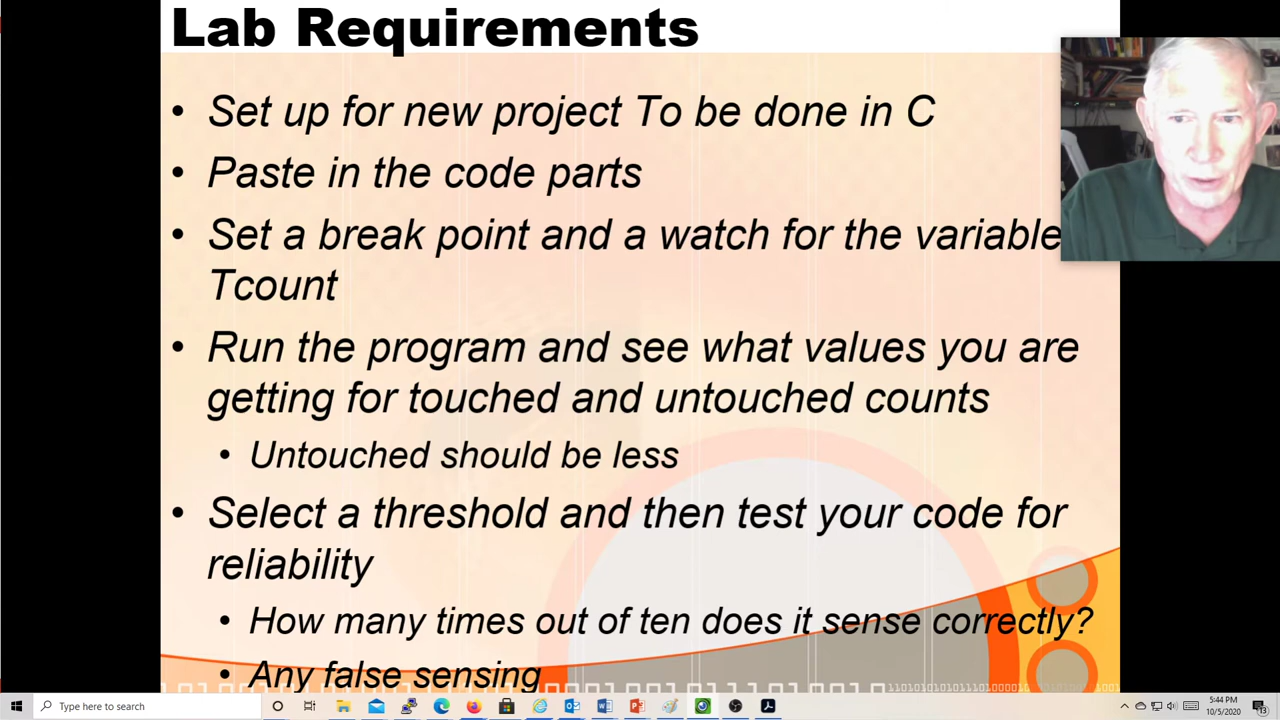 Lab Requirements
• Set up for new project To be done in C
• Paste in the code parts
• Set a break point and a watch for the variable
Tcount
• Run the program and see what values you are
getting for touched and untouched counts
• Untouched should be less
• Select a threshold and then test your code for
reliability
• How many times out of ten does it sense correctly?
• Any false sensing
Type here to search
5:44 PM
10/5/2020
13